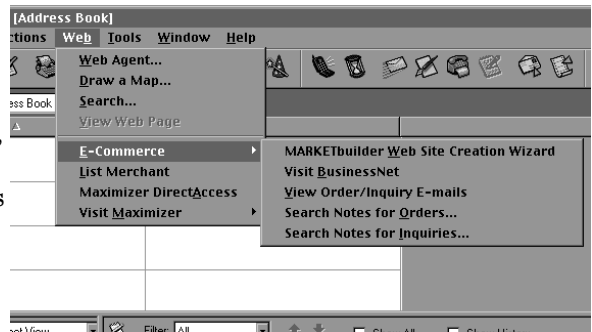 [Address Book]
ctions Web Tools Window Help
Web Agent...
Draw a Map...
Search...
ess Book
View Web Page
E-Commerce
MARKETbuilder Web Site Creation Wizard
List Merchant
Visit BusinessNet
Maximizer DirectAccess
View Order/Inquiry E-mails
Visit Maximizer
Search Notes for Orders...
s
Search Notes for Inquiries...
Filter: All